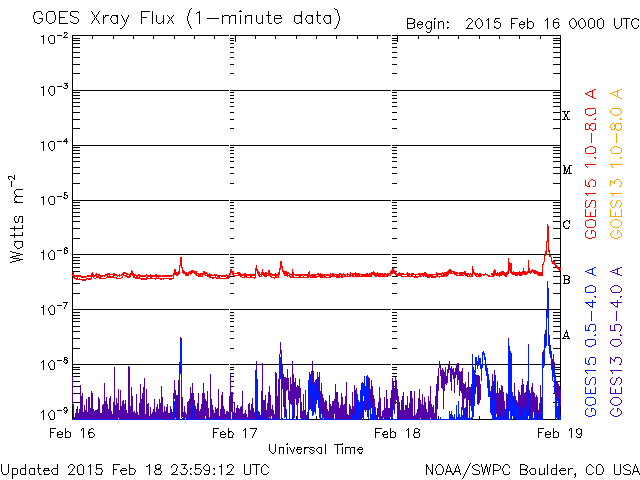 GOES Xray Flux (1-minute data)
Begin: 2015 Feb 16 0000 UTC
10-2
10-3
10-4
10-5
10-6
10-7
10-8
10-9
Watts m-2
X
M
C
B
A
GOES15 1.0-8.0 A
GOES13 1.0-8.0 A
GOES15 0.5-4.0 A
GOES13 0.5-4.0 A
Feb 16
Feb 17
Feb 18
Feb 19
Universal Time
Updated 2015 Feb 18 23:59:12 UTC
NOAA/SWPC Boulder, CO USA